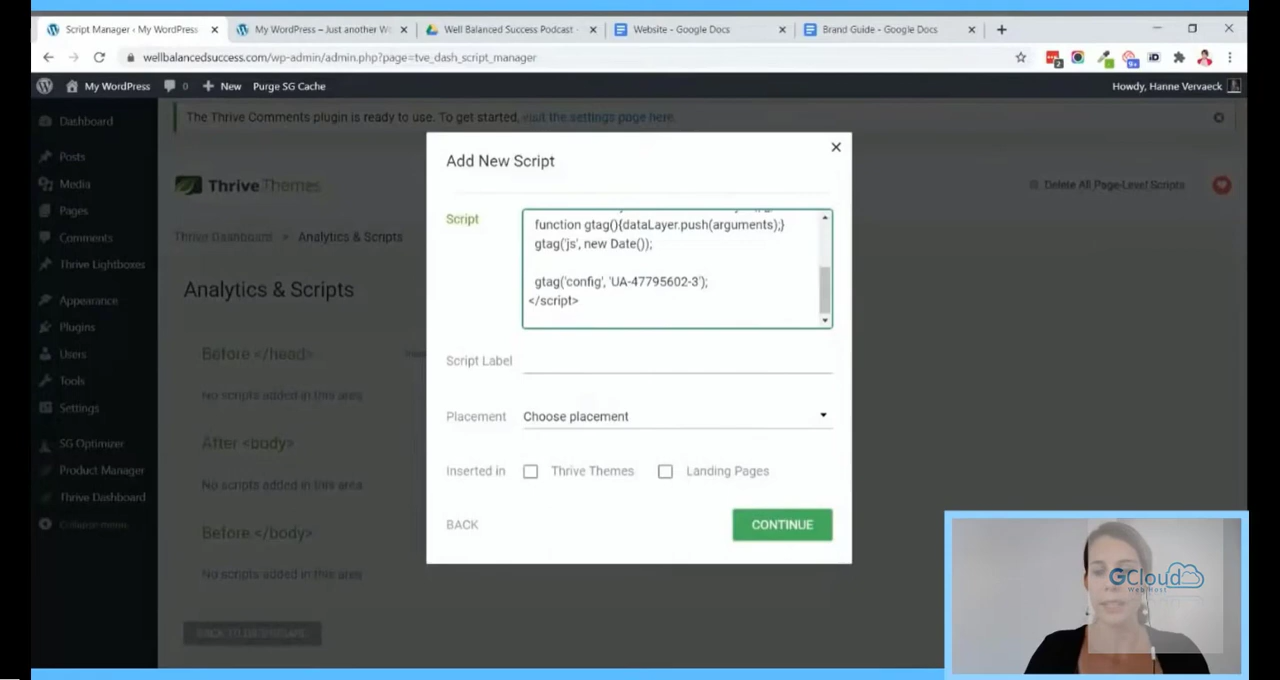 Script Manager ‹ My WordPress
My WordPress – Just another W
Well Balanced Success Podcast -
Website - Google Docs
Brand Guide - Google Docs
wellbalancedsuccess.com/wp-admin/admin.php?page=tve_dash_script_manager
My WordPress
0
New
Purge SG Cache
Howdy, Hanne Vervaeck
Dashboard
Posts
Media
Pages
Comments
Thrive Lightboxes
Appearance
Plugins
Users
Tools
Settings
SG Optimizer
Product Manager
Thrive Dashboard
Collapse menu
The Thrive Comments plugin is ready to use. To get started, visit the settings page here.
Thrive Themes
Delete All Page-Level Scripts
Thrive Dashboard
Analytics & Scripts
Analytics & Scripts
Before </head>
No scripts added in this area
After <body>
No scripts added in this area
Before </body>
No scripts added in this area
BACK TO DASHBOARD
Add New Script
Script
function gtag(){dataLayer.push(arguments);}
gtag('js', new Date());
gtag('config', 'UA-47795602-3');
</script>
Script Label
Placement
Choose placement
Inserted in
Thrive Themes
Landing Pages
BACK
CONTINUE
GCloud
Web Host